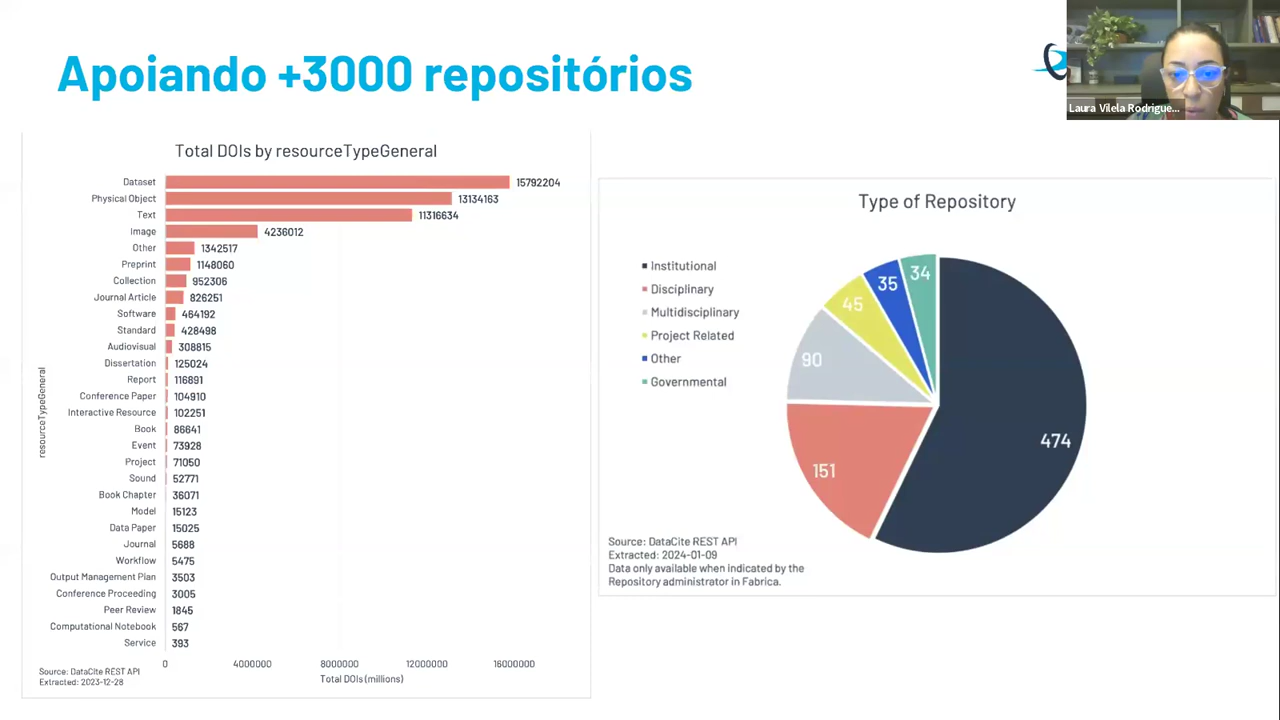 Apoiando +3000 repositórios
Laura Vilela Rodrigue...
Total DOIs by resourceTypeGeneral
resourceTypeGeneral
Dataset 15792204
Physical Object 13134163
Text 11316634
Image 4236012
Other 1342517
Preprint 1148060
Collection 952306
Journal Article 826251
Software 464192
Standard 428498
Audiovisual 308815
Dissertation 125024
Report 116891
Conference Paper 104910
Interactive Resource 102251
Book 86641
Event 73928
Project 71050
Sound 52771
Book Chapter 36071
Model 15123
Data Paper 15025
Journal 5688
Workflow 5475
Output Management Plan 3503
Conference Proceeding 3005
Peer Review 1845
Computational Notebook 567
Service 393
0 4000000 8000000 12000000 16000000
Total DOIs (millions)
Source: DataCite REST API
Extracted: 2023-12-28
Type of Repository
Institutional
Disciplinary
Multidisciplinary
Project Related
Other
Governmental
474
151
90
45
35
34
Source: DataCite REST API
Extracted: 2024-01-09
Data only available when indicated by the
Repository administrator in Fabrica.